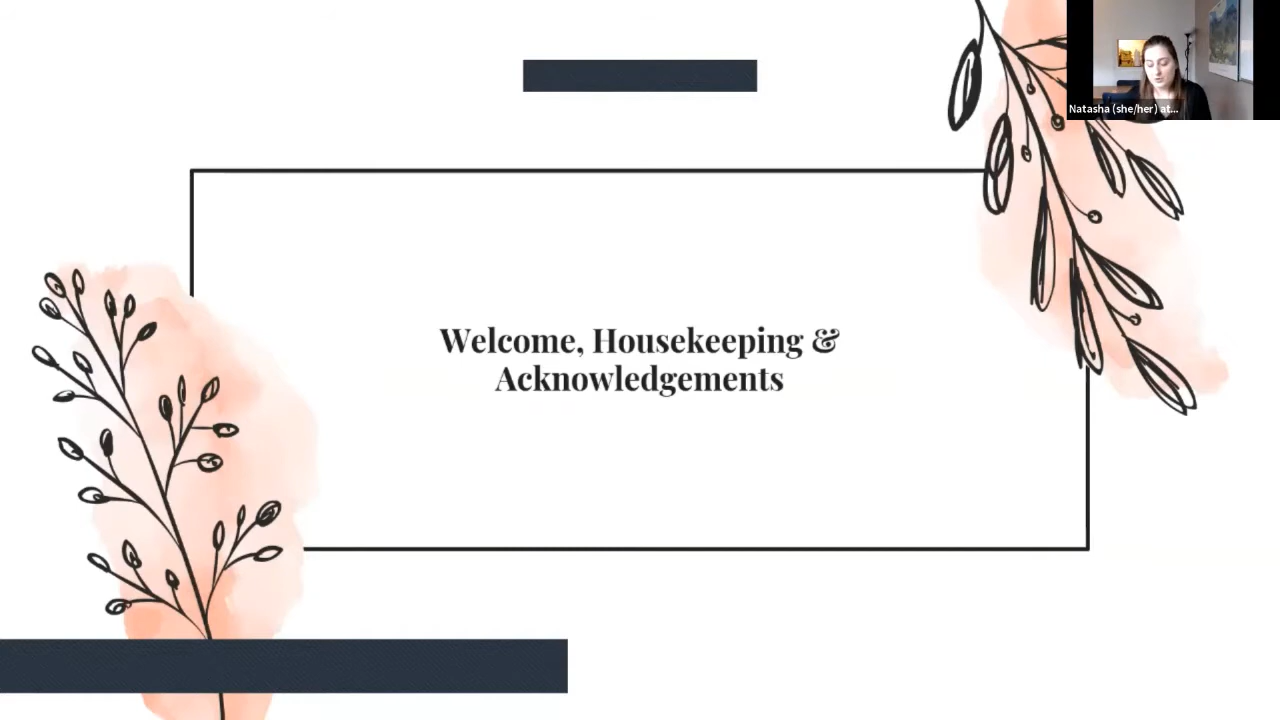 Natasha (she/her) at...
Welcome, Housekeeping &
Acknowledgements